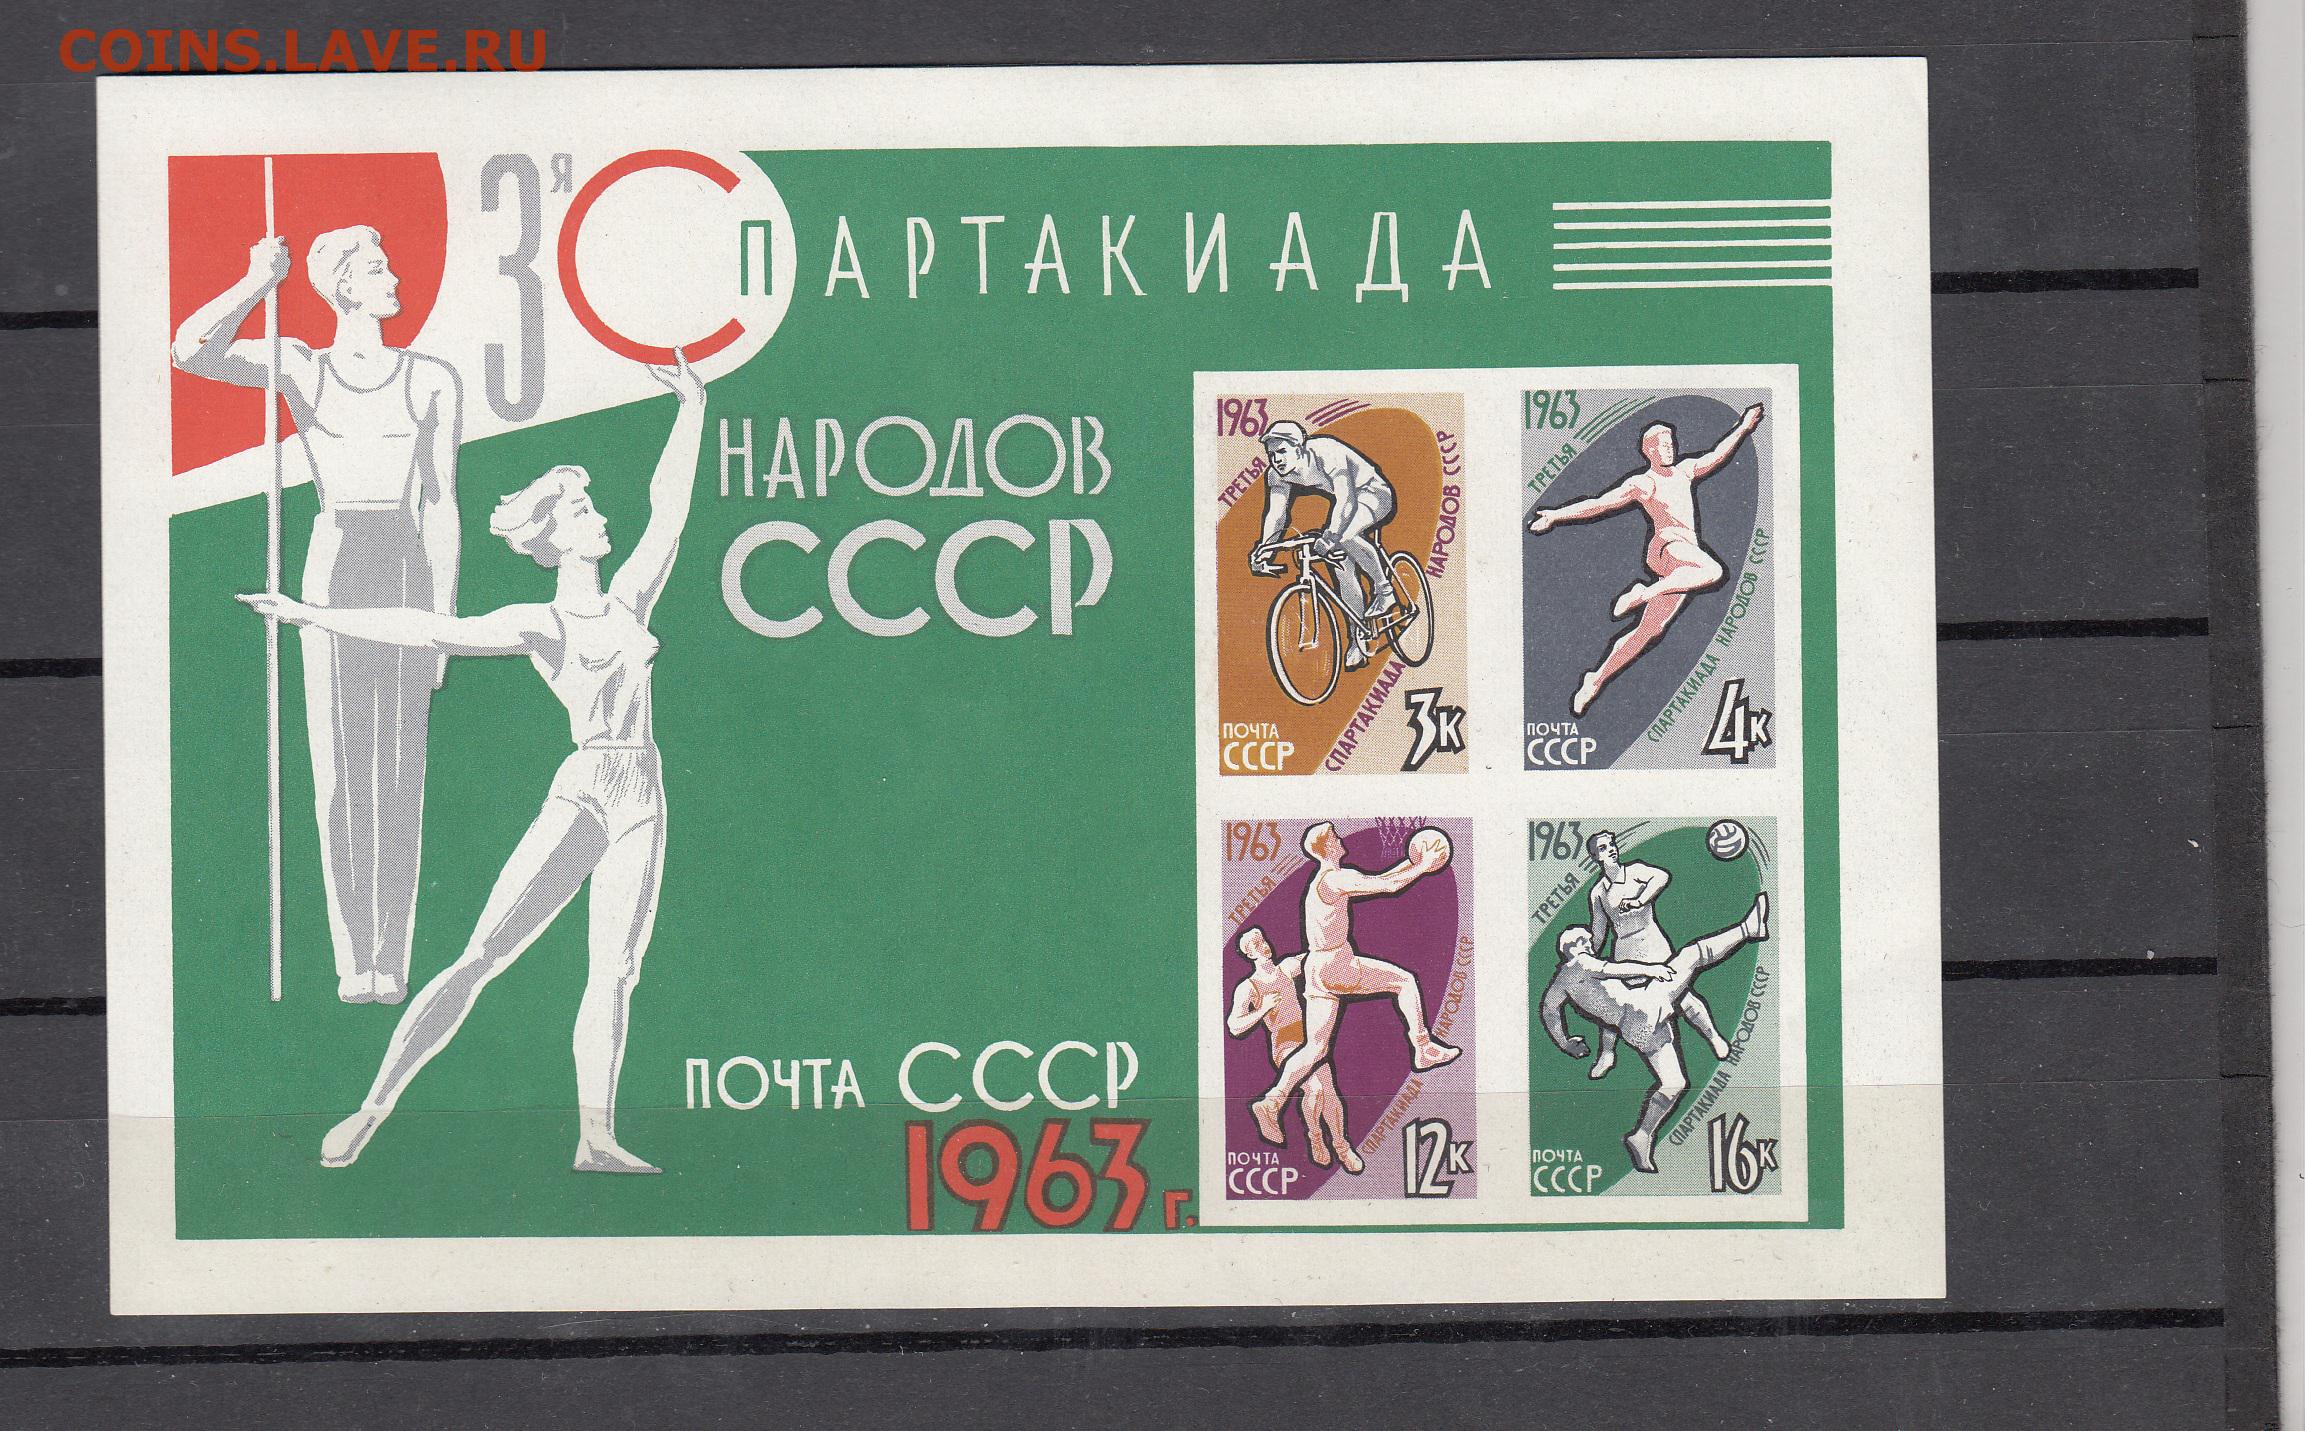 COINS.LAVE.RU
3я СПАРТАКИАДА
НАРОДОВ
СССР
ПОЧТА СССР
1963 г.
1963
ТРЕТЬЯ
СПАРТАКИАДА
НАРОДОВ СССР
ПОЧТА
СССР
3к
1963
ТРЕТЬЯ
СПАРТАКИАДА НАРОДОВ СССР
ПОЧТА
СССР
4к
1963
ТРЕТЬЯ
СПАРТАКИАДА
НАРОДОВ СССР
ПОЧТА
СССР
12к
1963
ТРЕТЬЯ
СПАРТАКИАДА НАРОДОВ СССР
ПОЧТА
СССР
16к